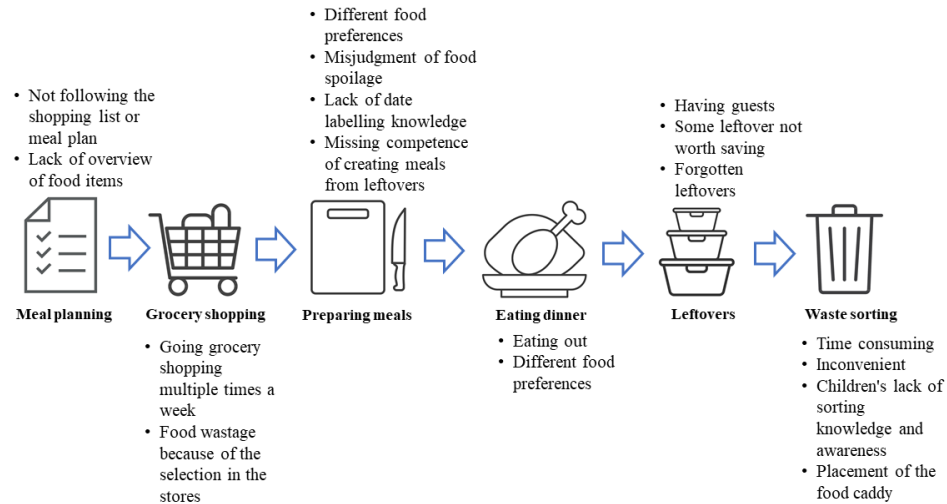 • Not following the
shopping list or
meal plan
• Lack of overview
of food items
• Different food
preferences
• Misjudgment of food
spoilage
• Lack of date
labelling knowledge
• Missing competence
of creating meals
from leftovers
• Having guests
• Some leftover not
worth saving
• Forgotten
leftovers
Meal planning
Grocery shopping
Preparing meals
Eating dinner
Leftovers
Waste sorting
• Going grocery
shopping
multiple times a
week
• Food wastage
because of the
selection in the
stores
• Eating out
• Different food
preferences
• Time consuming
• Inconvenient
• Children's lack of
sorting
knowledge and
awareness
• Placement of the
food caddy